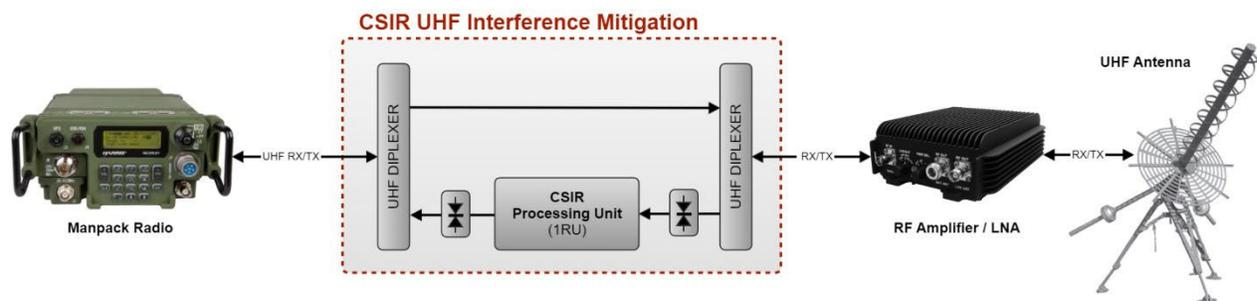 CSIR UHF Interference Mitigation
UHF Antenna
UHF DIPLEXER
UHF DIPLEXER
UHF RX/TX
RX/TX
RX/TX
CSIR
Processing Unit
(1RU)
Manpack Radio
RF Amplifier / LNA